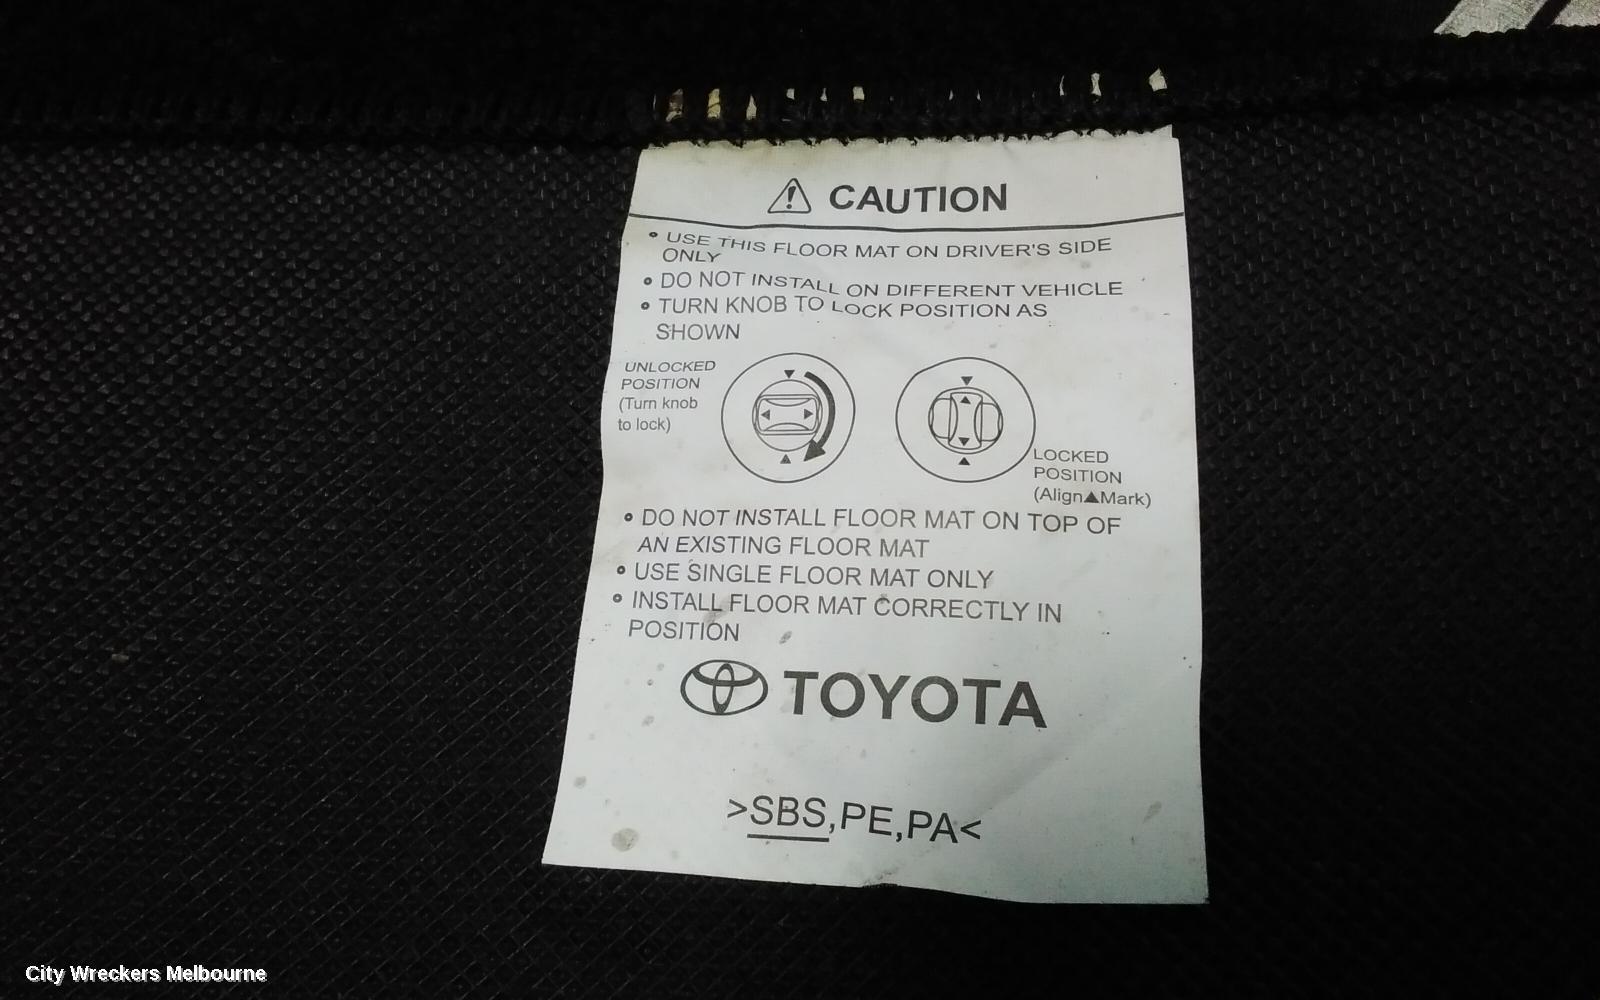 CAUTION
• USE THIS FLOOR MAT ON DRIVER'S SIDE
ONLY
• DO NOT INSTALL ON DIFFERENT VEHICLE
• TURN KNOB TO LOCK POSITION AS
SHOWN
UNLOCKED
POSITION
(Turn knob
to lock)
LOCKED
POSITION
(Align▲Mark)
• DO NOT INSTALL FLOOR MAT ON TOP OF
AN EXISTING FLOOR MAT
• USE SINGLE FLOOR MAT ONLY
• INSTALL FLOOR MAT CORRECTLY IN
POSITION
TOYOTA
>SBS,PE,PA<
City Wreckers Melbourne